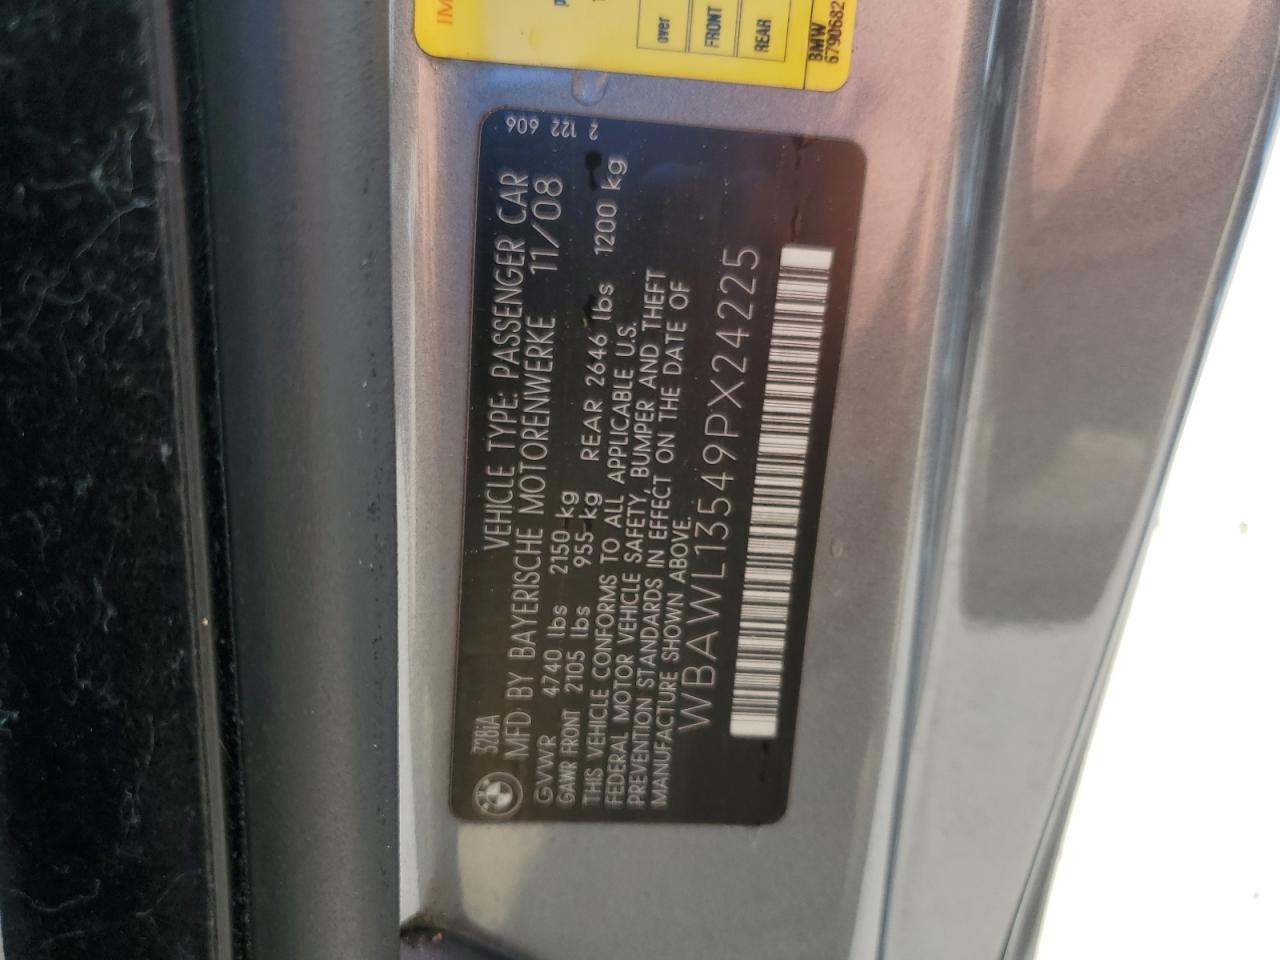 IM
p
over
FRONT
REAR
BMW
6790682
2 122 606
328iA VEHICLE TYPE: PASSENGER CAR
MFD BY BAYERISCHE MOTORENWERKE 11/08
GVWR 4740 lbs 2150 kg
GAWR FRONT 2105 lbs 955 kg REAR 2646 lbs 1200 kg
THIS VEHICLE CONFORMS TO ALL APPLICABLE U.S.
FEDERAL MOTOR VEHICLE SAFETY, BUMPER AND THEFT
PREVENTION STANDARDS IN EFFECT ON THE DATE OF
MANUFACTURE SHOWN ABOVE.
WBAWL13549PX24225